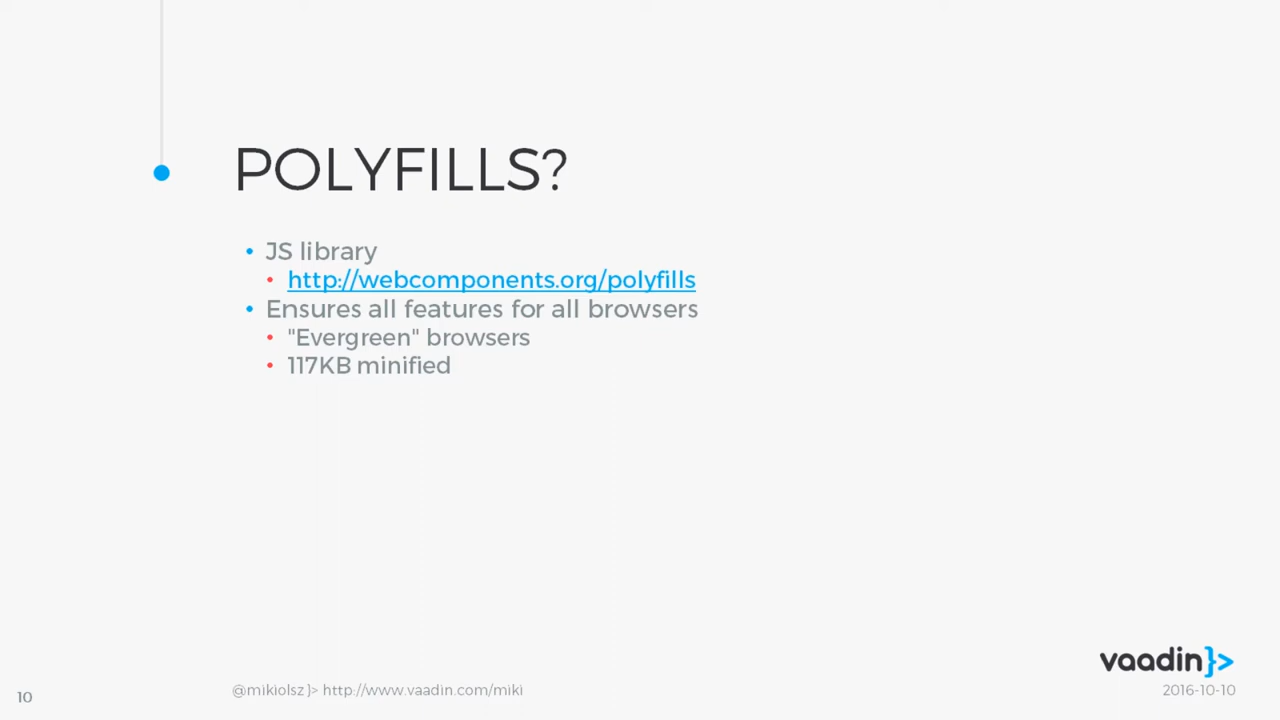 POLYFILLS?
• JS library
• http://webcomponents.org/polyfills
• Ensures all features for all browsers
• "Evergreen" browsers
• 117KB minified
vaadin}>
10
@mikiolsz }> http://www.vaadin.com/miki
2016-10-10